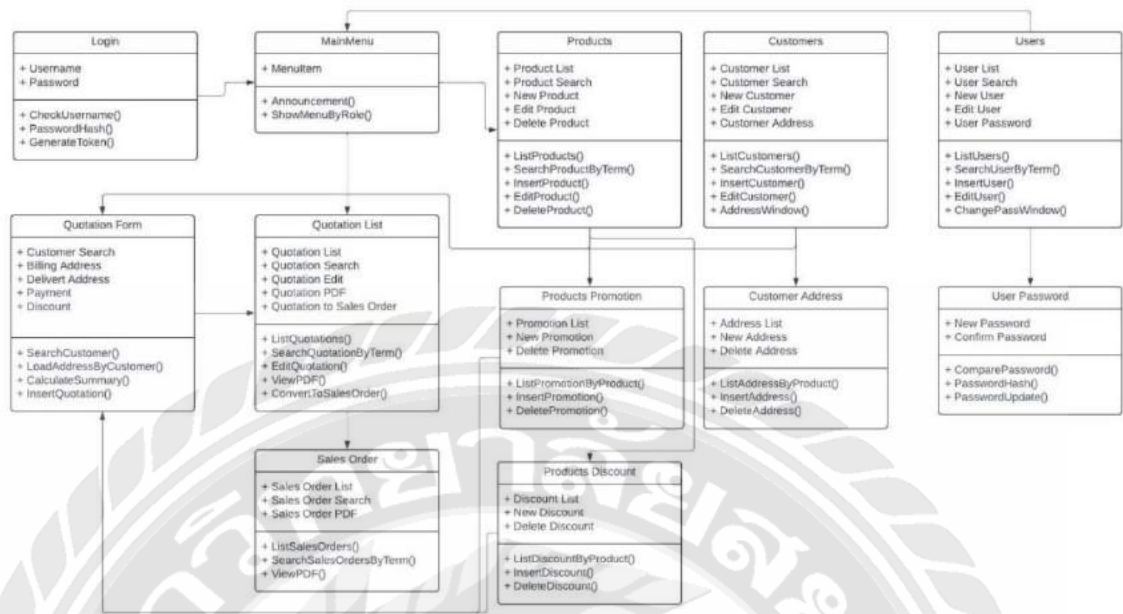 Login
+ Username
+ Password
+ CheckUsername()
+ PasswordHash()
+ GenerateToken()
MainMenu
+ MenuItem
+ Announcement()
+ ShowMenuByRole()
Products
+ Product List
+ Product Search
+ New Product
+ Edit Product
+ Delete Product
+ ListProducts()
+ SearchProductByTerm()
+ InsertProduct()
+ EditProduct()
+ DeleteProduct()
Customers
+ Customer List
+ Customer Search
+ New Customer
+ Edit Customer
+ Customer Address
+ ListCustomers()
+ SearchCustomerByTerm()
+ InsertCustomer()
+ EditCustomer()
+ AddressWindow()
Users
+ User List
+ User Search
+ New User
+ Edit User
+ User Password
+ ListUsers()
+ SearchUserByTerm()
+ InsertUser()
+ EditUser()
+ ChangePassWindow()
Quotation Form
+ Customer Search
+ Billing Address
+ Delivert Address
+ Payment
+ Discount
+ SearchCustomer()
+ LoadAddressByCustomer()
+ CalculateSummary()
+ InsertQuotation()
Quotation List
+ Quotation List
+ Quotation Search
+ Quotation Edit
+ Quotation PDF
+ Quotation to Sales Order
+ ListQuotations()
+ SearchQuotationByTerm()
+ EditQuotation()
+ ViewPDF()
+ ConvertToSalesOrder()
Products Promotion
+ Promotion List
+ New Promotion
+ Delete Promotion
+ ListPromotionByProduct()
+ InsertPromotion()
+ DeletePromotion()
Customer Address
+ Address List
+ New Address
+ Delete Address
+ ListAddressByProduct()
+ InsertAddress()
+ DeleteAddress()
User Password
+ New Password
+ Confirm Password
+ ComparePassword()
+ PasswordHash()
+ PasswordUpdate()
Sales Order
+ Sales Order List
+ Sales Order Search
+ Sales Order PDF
+ ListSalesOrders()
+ SearchSalesOrdersByTerm()
+ ViewPDF()
Products Discount
+ Discount List
+ New Discount
+ Delete Discount
+ ListDiscountByProduct()
+ InsertDiscount()
+ DeleteDiscount()